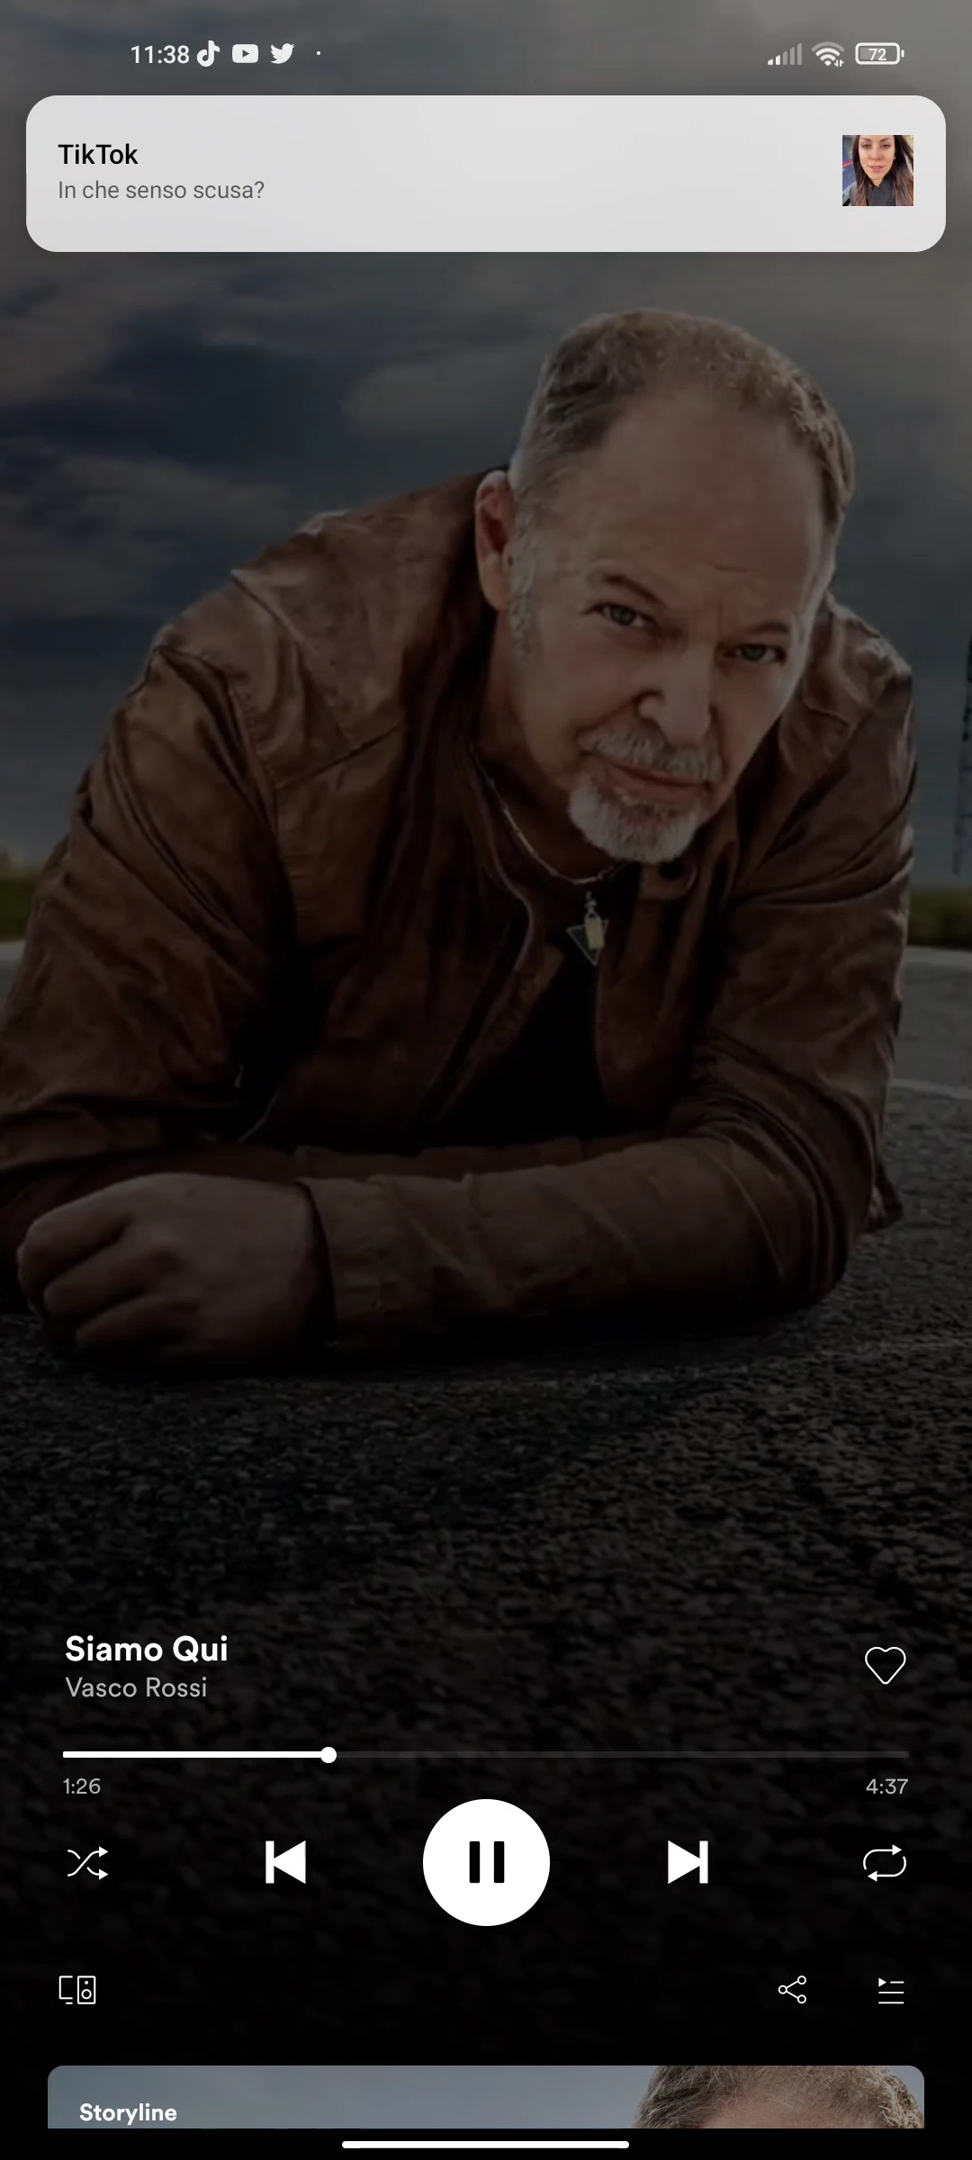 11:38
72
TikTok
In che senso scusa?
Siamo Qui
Vasco Rossi
1:26
4:37
Storyline